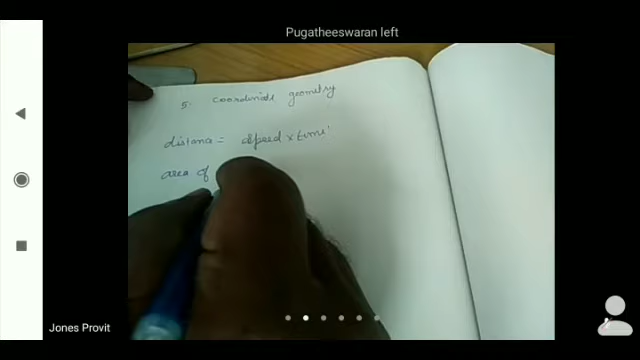 Pugatheeswaran left
5. Coordinate geometry
distance = speed x time
area of
Jones Provit